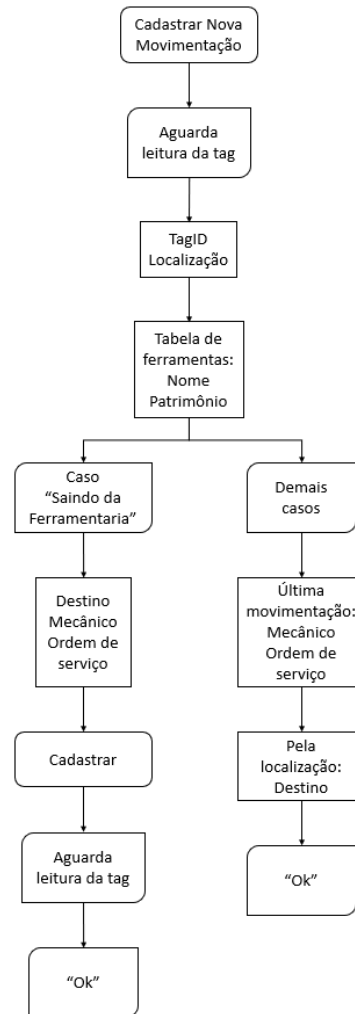 Cadastrar Nova
Movimentação
Aguarda
leitura da tag
TagID
Localização
Tabela de
ferramentas:
Nome
Patrimônio
Caso
“Saindo da
Ferramentaria”
Destino
Mecânico
Ordem de
serviço
Cadastrar
Aguarda
leitura da tag
“Ok”
Demais
casos
Última
movimentação:
Mecânico
Ordem de
serviço
Pela
localização:
Destino
“Ok”